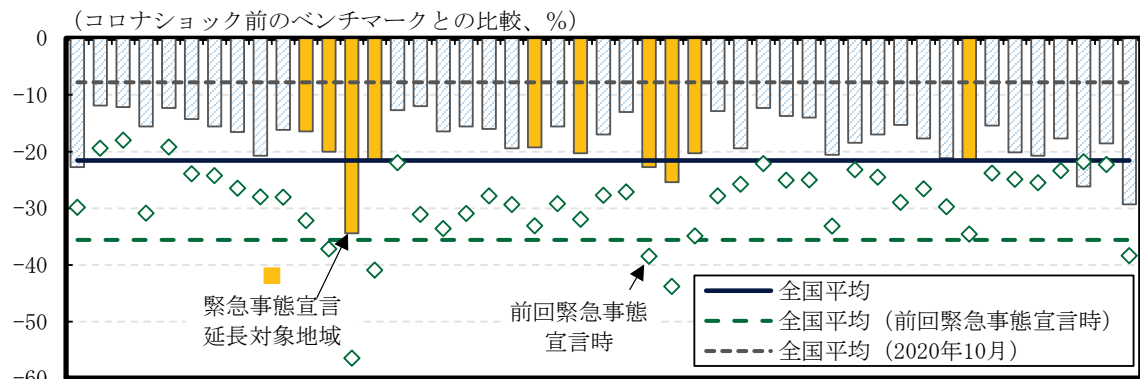 (コロナショック前のベンチマークとの比較、%)
0
-10
-20
-30
-40
-50
-60
緊急事態宣言
延長対象地域
前回緊急事態
宣言時
全国平均
全国平均（前回緊急事態宣言時）
全国平均（2020年10月）